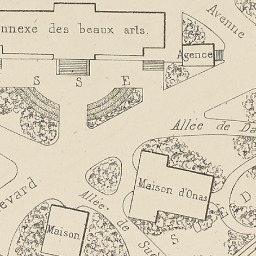 Avenue
nnexe des beaux arts.
Agence
S S E
Allée de Da
Maison d'Onas
evard
Allée de Su
D
Maison
S